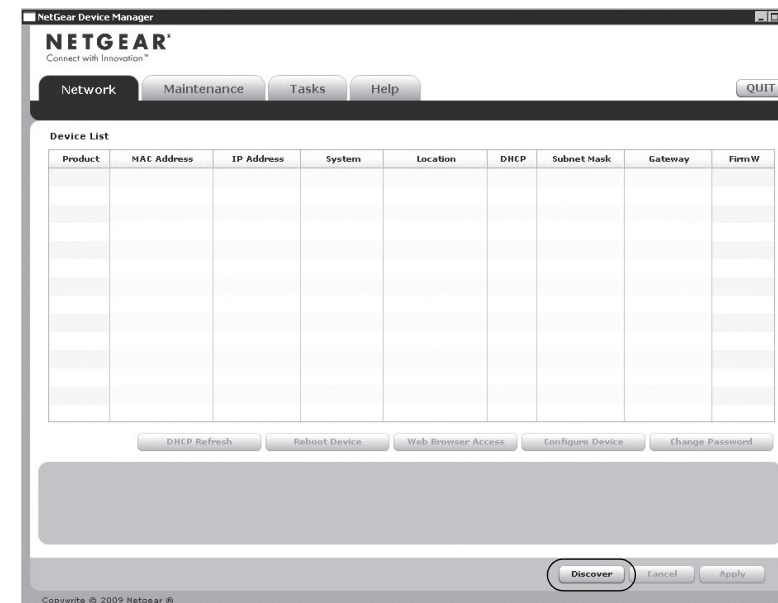 NetGear Device Manager
NETGEAR®
Connect with Innovation™
Network Maintenance Tasks Help QUIT
Device List
Product MAC Address IP Address System Location DHCP Subnet Mask Gateway FirmW
DHCP Refresh Reboot Device Web Browser Access Configure Device Change Password
Discover Cancel Apply
Copywrite © 2009 Netgear ®